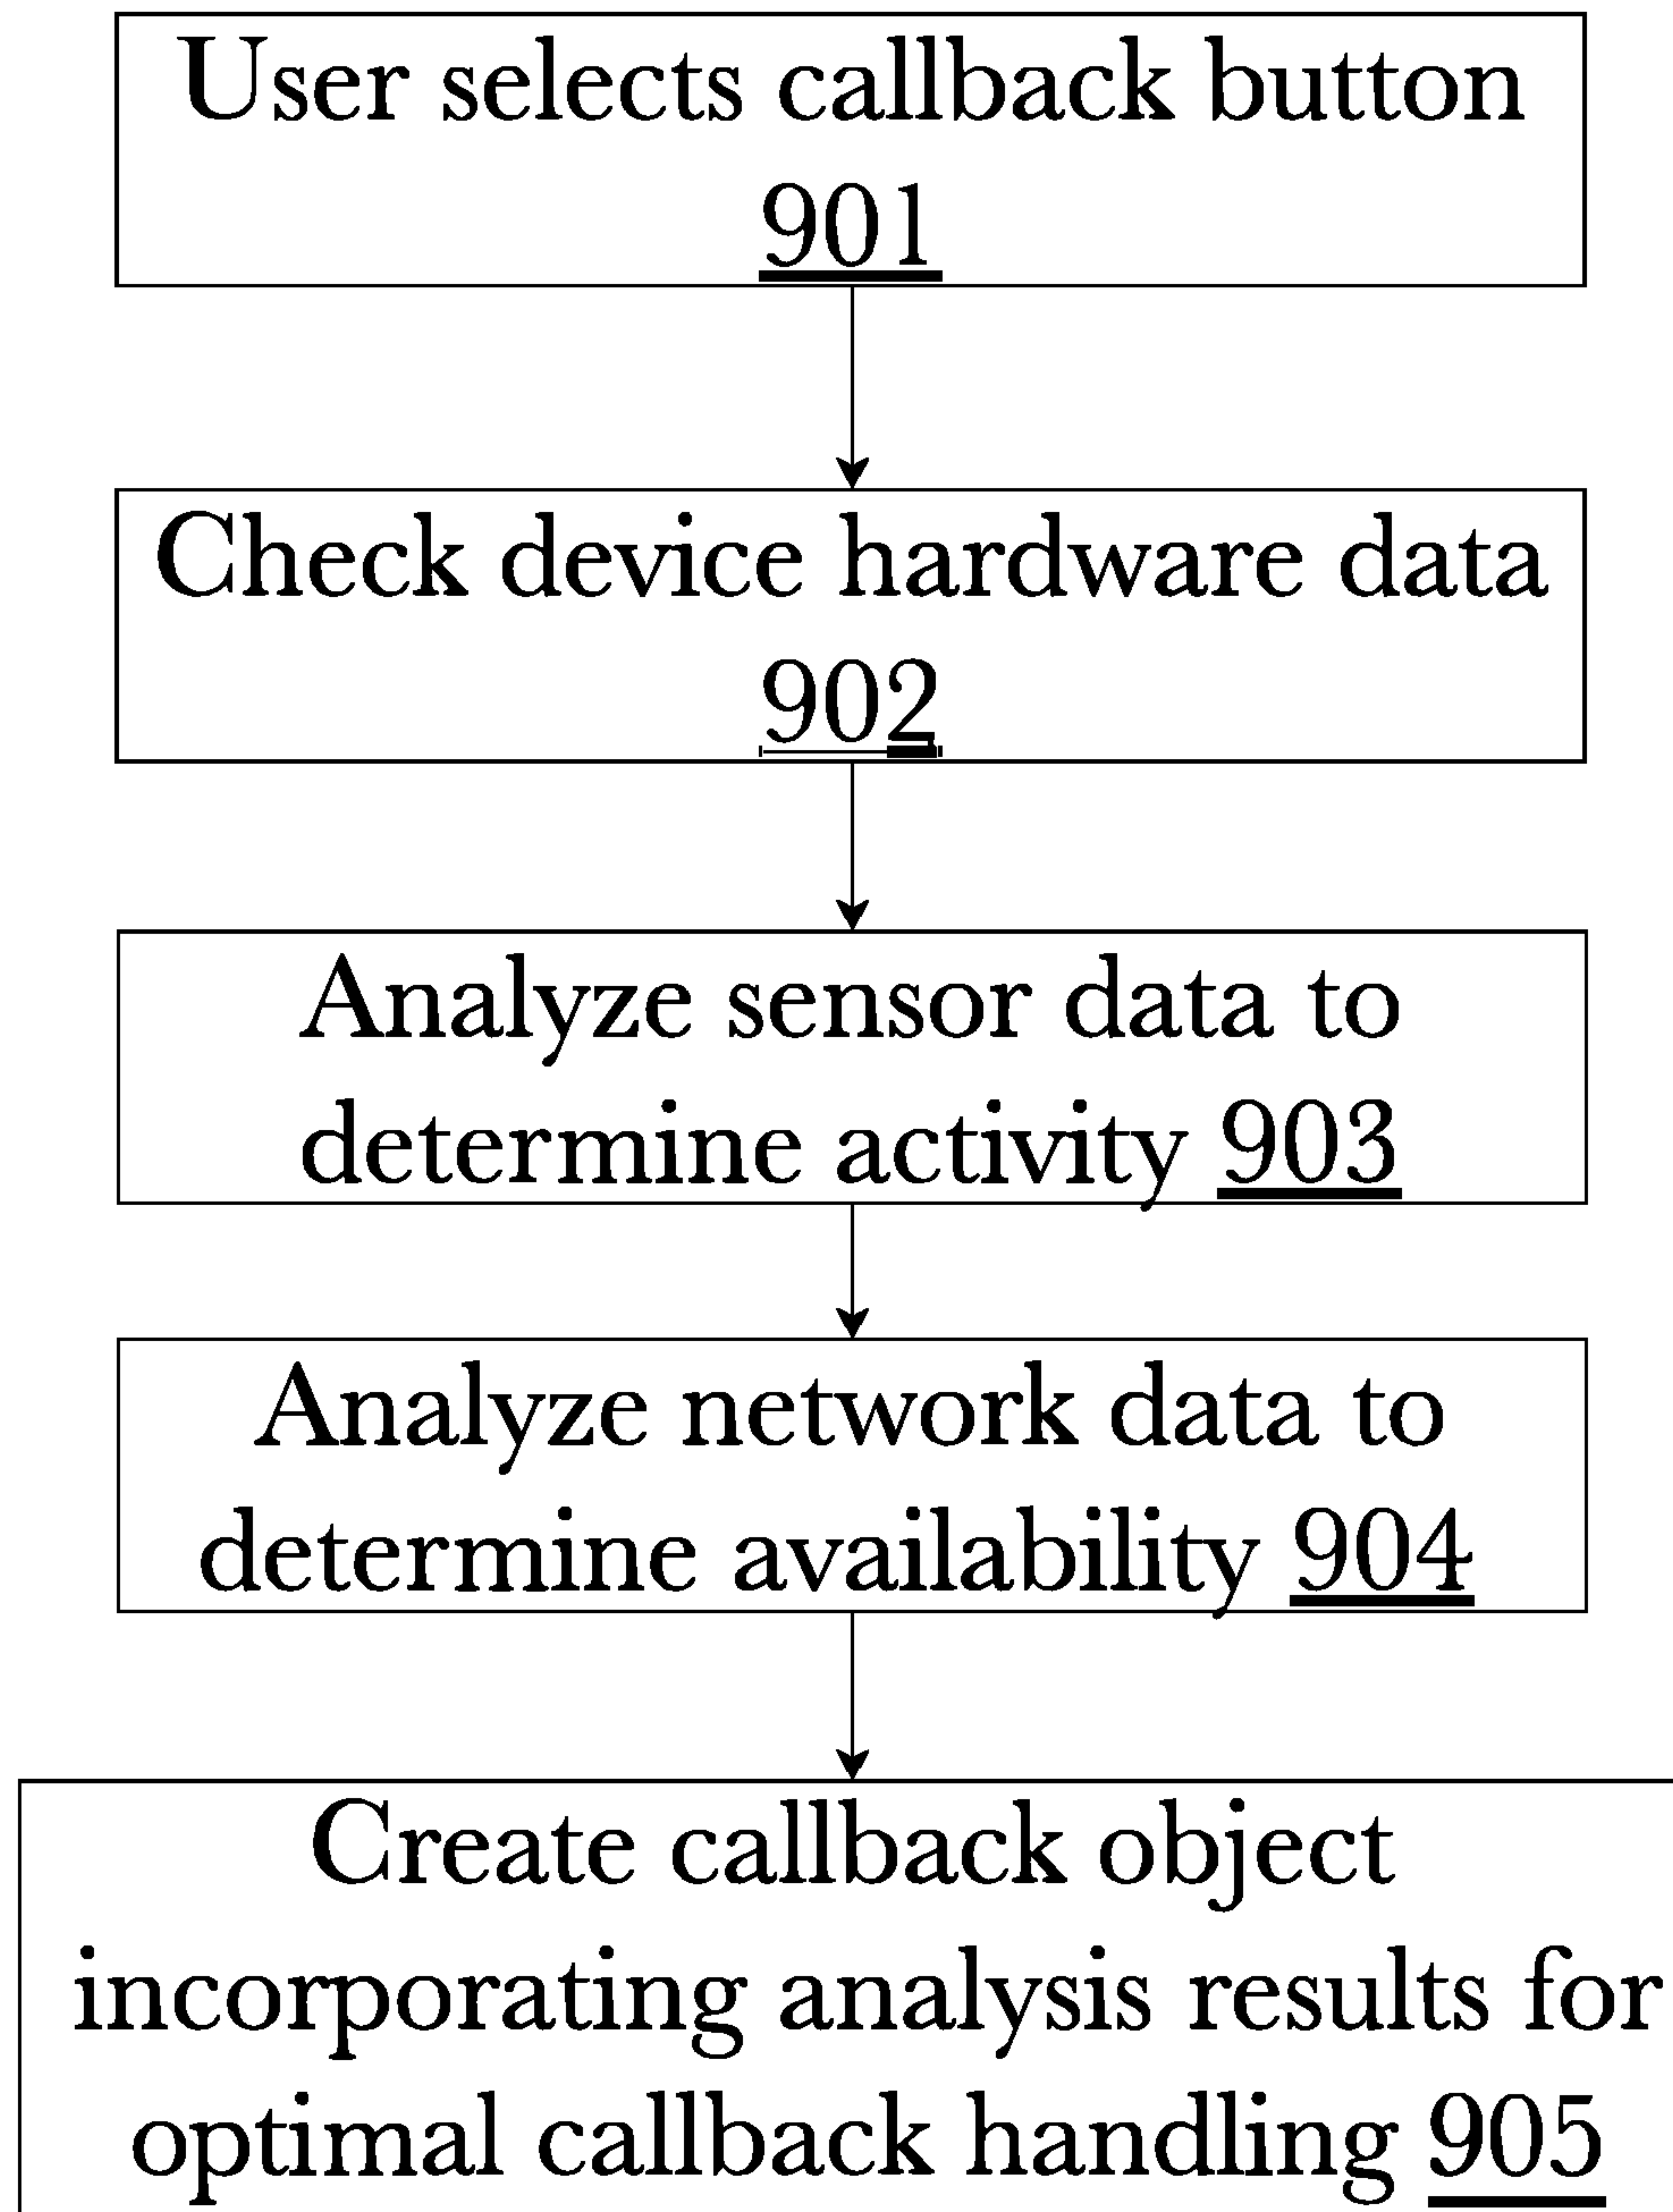 User selects callback button
901
Check device hardware data
902
Analyze sensor data to
determine activity 903
Analyze network data to
determine availability 904
Create callback object
incorporating analysis results for
optimal callback handling 905